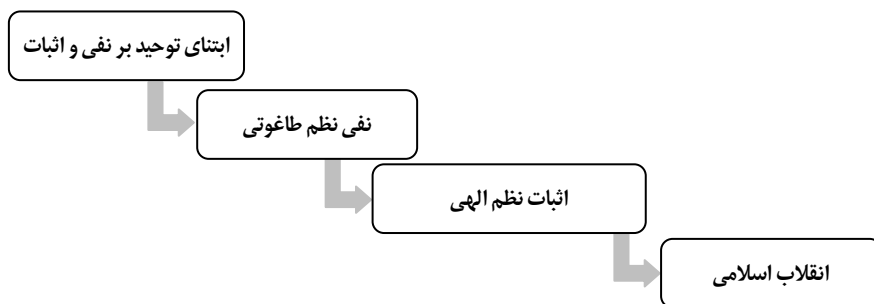 ابتنای توحید بر نفی و اثبات
نفی نظم طاغوتی
اثبات نظم الهی
انقلاب اسلامی